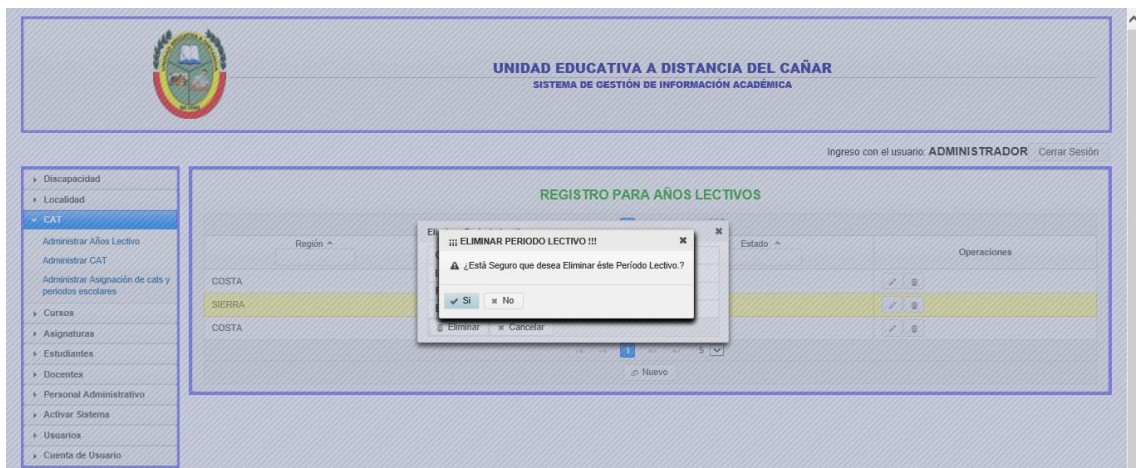 UNIDAD EDUCATIVA A DISTANCIA DEL CAÑAR
SISTEMA DE GESTIÓN DE INFORMACIÓN ACADÉMICA
Ingreso con el usuario: ADMINISTRADOR Cerrar Sesión
Discapacidad
Localidad
CAT
Administrar Años Lectivo
Administrar CAT
Administrar Asignación de cats y
periodos escolares
Cursos
Asignaturas
Estudiantes
Docentes
Personal Administrativo
Activar Sistema
Usuarios
Cuenta de Usuario
REGISTRO PARA AÑOS LECTIVOS
Región Estado Operaciones
COSTA
SIERRA
COSTA
¡¡¡ ELIMINAR PERIODO LECTIVO !!!
¿Está Seguro que desea Eliminar éste Período Lectivo.?
Si No
Eliminar Cancelar
1 5
Nuevo